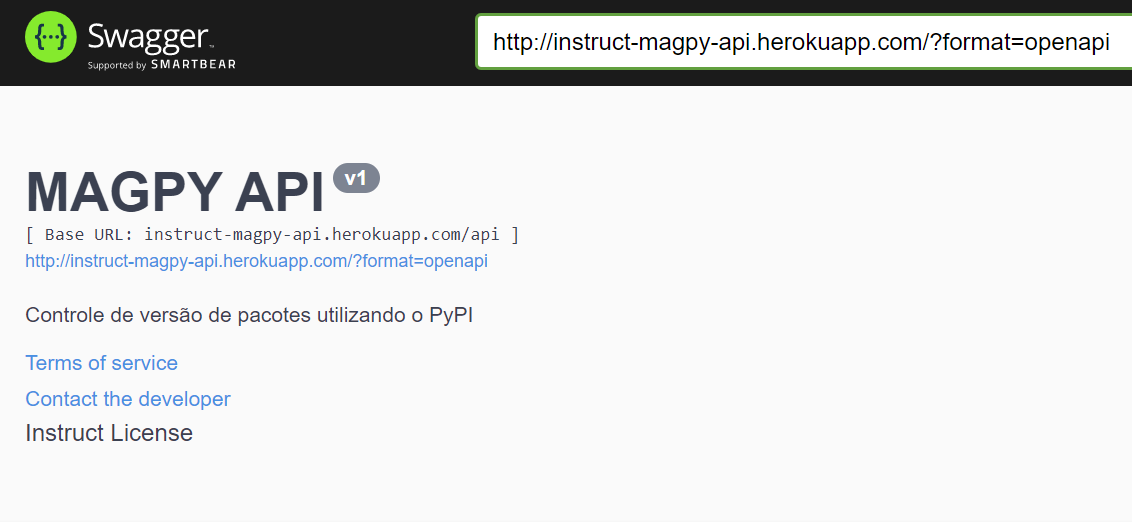 {···} Swagger™
Supported by SMARTBEAR
http://instruct-magpy-api.herokuapp.com/?format=openapi
MAGPY API v1
[ Base URL: instruct-magpy-api.herokuapp.com/api ]
http://instruct-magpy-api.herokuapp.com/?format=openapi
Controle de versão de pacotes utilizando o PyPI
Terms of service
Contact the developer
Instruct License